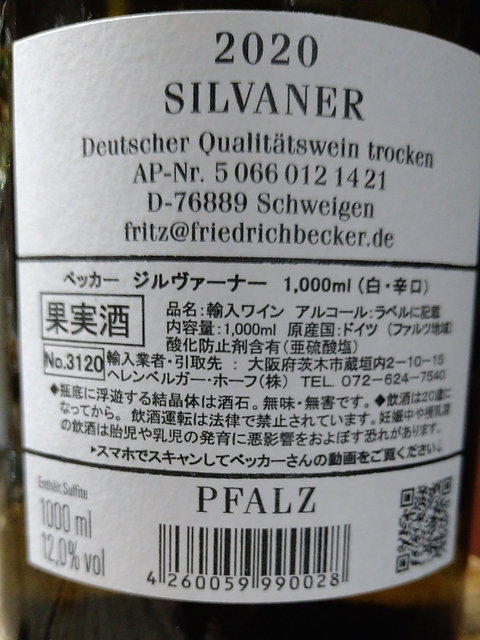 2020
SILVANER
Deutscher Qualitätswein trocken
AP-Nr. 5 066 012 14 21
D-76889 Schweigen
fritz@friedrichbecker.de
ベッカー ジルヴァーナー 1,000ml (白・辛口)
果実酒
品名:輸入ワイン アルコール:ラベルに記載
内容量:1,000ml 原産国:ドイツ (ファルツ地域)
酸化防止剤含有(亜硫酸塩)
No.3120
輸入業者・引取先 : 大阪府茨木市蔵垣内2-10-18
ヘレンベルガー・ホーフ(株) TEL. 072-624-7540
◆瓶底に浮遊する結晶体は酒石。無味・無害です。◆飲酒は20歳に
なってから。飲酒運転は法律で禁止されています。妊娠中や授乳期
の飲酒は胎児や乳児の発育に悪影響をおよぼす恐れがあります。
▸スマホでスキャンしてベッカーさんの動画をご覧ください。
PFALZ
Enthält Sulfite
1000 ml
12,0% vol
4 260059 990028